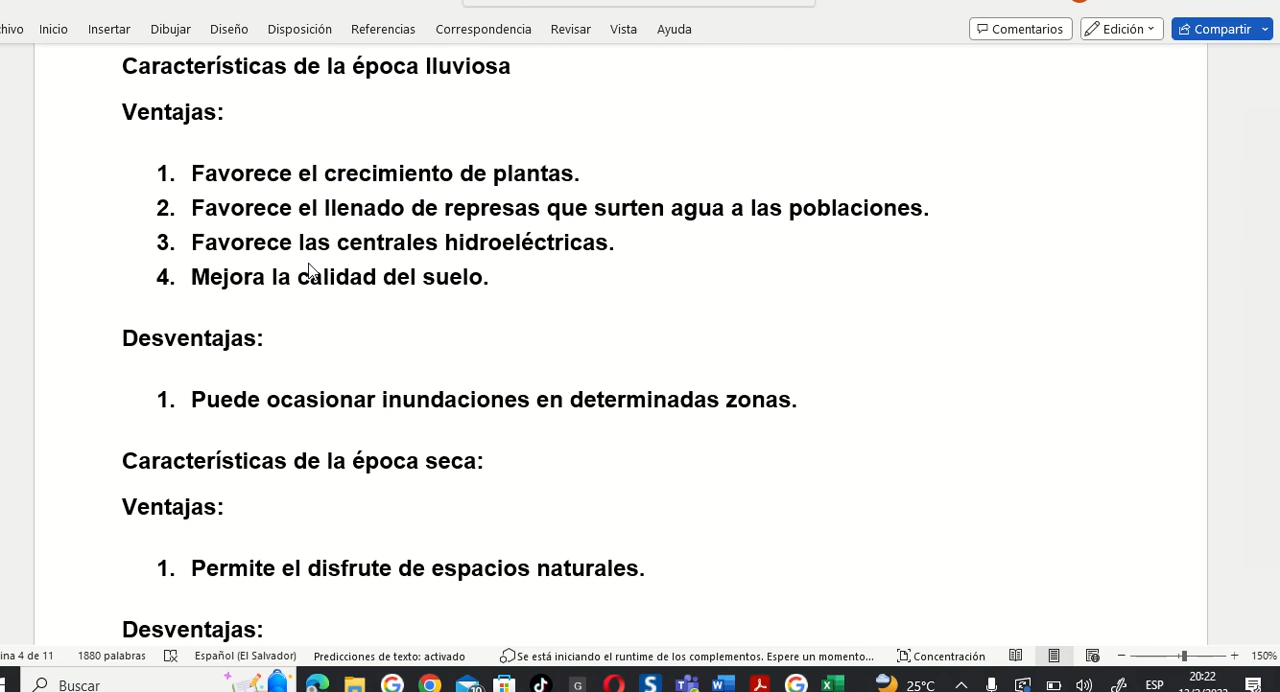 hivo Inicio Insertar Dibujar Diseño Disposición Referencias Correspondencia Revisar Vista Ayuda Comentarios Edición Compartir
Características de la época lluviosa
Ventajas:
1. Favorece el crecimiento de plantas.
2. Favorece el llenado de represas que surten agua a las poblaciones.
3. Favorece las centrales hidroeléctricas.
4. Mejora la calidad del suelo.
Desventajas:
1. Puede ocasionar inundaciones en determinadas zonas.
Características de la época seca:
Ventajas:
1. Permite el disfrute de espacios naturales.
Desventajas:
ina 4 de 11 1880 palabras Español (El Salvador) Predicciones de texto: activado Se está iniciando el runtime de los complementos. Espere un momento... Concentración 150%
Buscar 25°C ESP 20:22